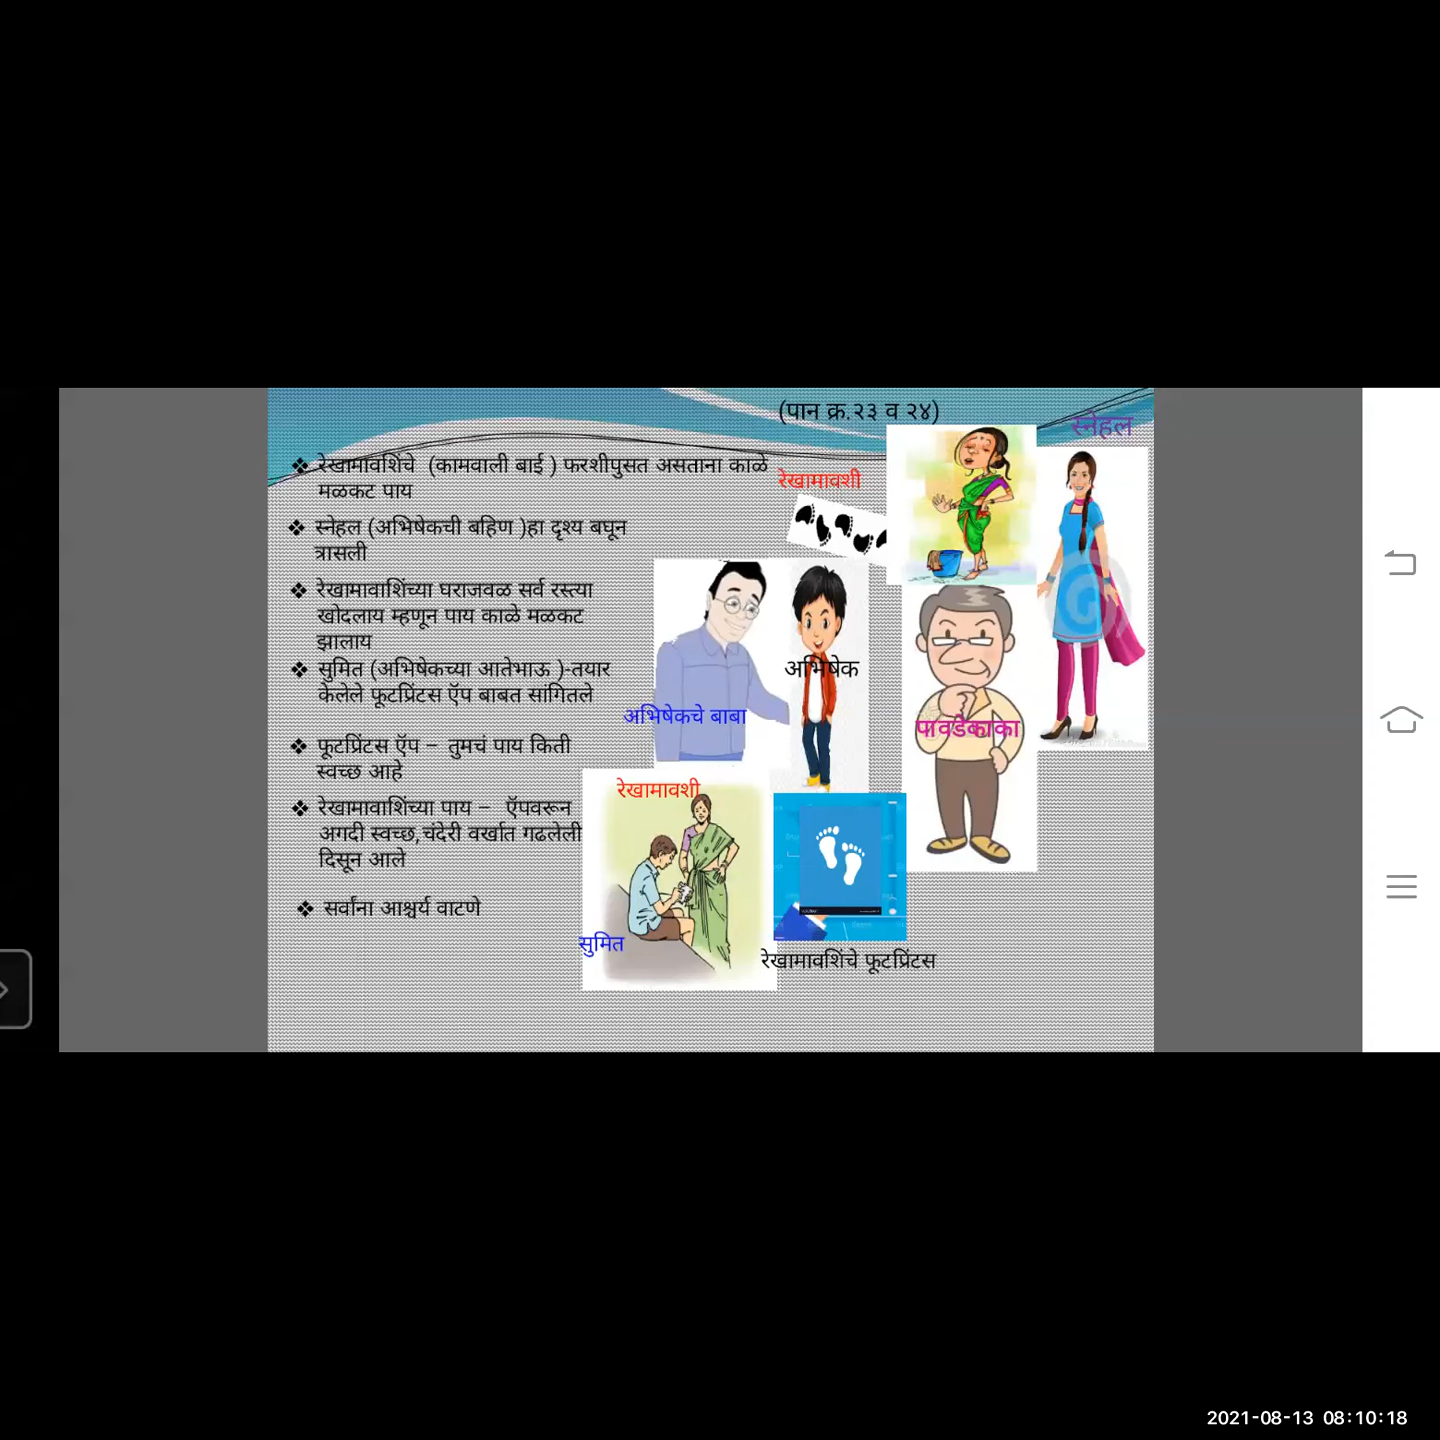 (पान क्र.२३ व २४)
स्नेहल
❖ रेखामावशिंचे (कामवाली बाई ) फरशीपुसत असताना काळे
मळकट पाय
रेखामावशी
❖ स्नेहल (अभिषेकची बहिण )हा दृश्य बघून
त्रासली
❖ रेखामावाशिंच्या घराजवळ सर्व रस्त्या
खोदलाय म्हणून पाय काळे मळकट
झालाय
❖ सुमित (अभिषेकच्या आतेभाऊ )-तयार
केलेले फूटप्रिंटस ऍप बाबत सागितले
अभिषेक
अभिषेकचे बाबा
पावडेकाका
❖ फूटप्रिंटस ऍप – तुमचं पाय किती
स्वच्छ आहे
रेखामावशी
❖ रेखामावाशिंच्या पाय – ऍपवरून
अगदी स्वच्छ,चंदेरी वर्खात गढलेली
दिसून आले
❖ सर्वांना आश्चर्य वाटणे
सुमित
रेखामावशिंचे फूटप्रिंटस
2021-08-13 08:10:18